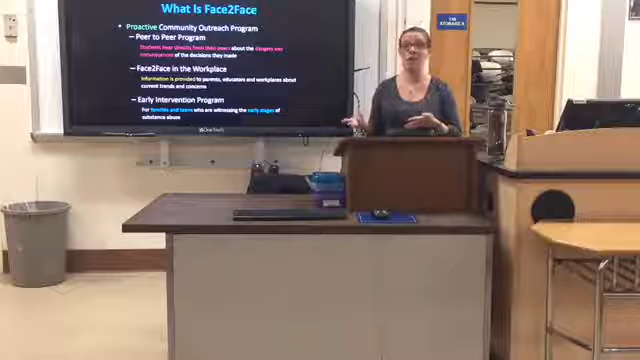 What Is Face2Face
• Proactive Community Outreach Program
– Peer to Peer Program
Students hear directly from their peers about the dangers and
consequences of the decisions they made
– Face2Face in the Workplace
Information is provided to parents, educators and workplaces about
current trends and concerns
– Early Intervention Program
For families and teens who are witnessing the early stages of
substance abuse